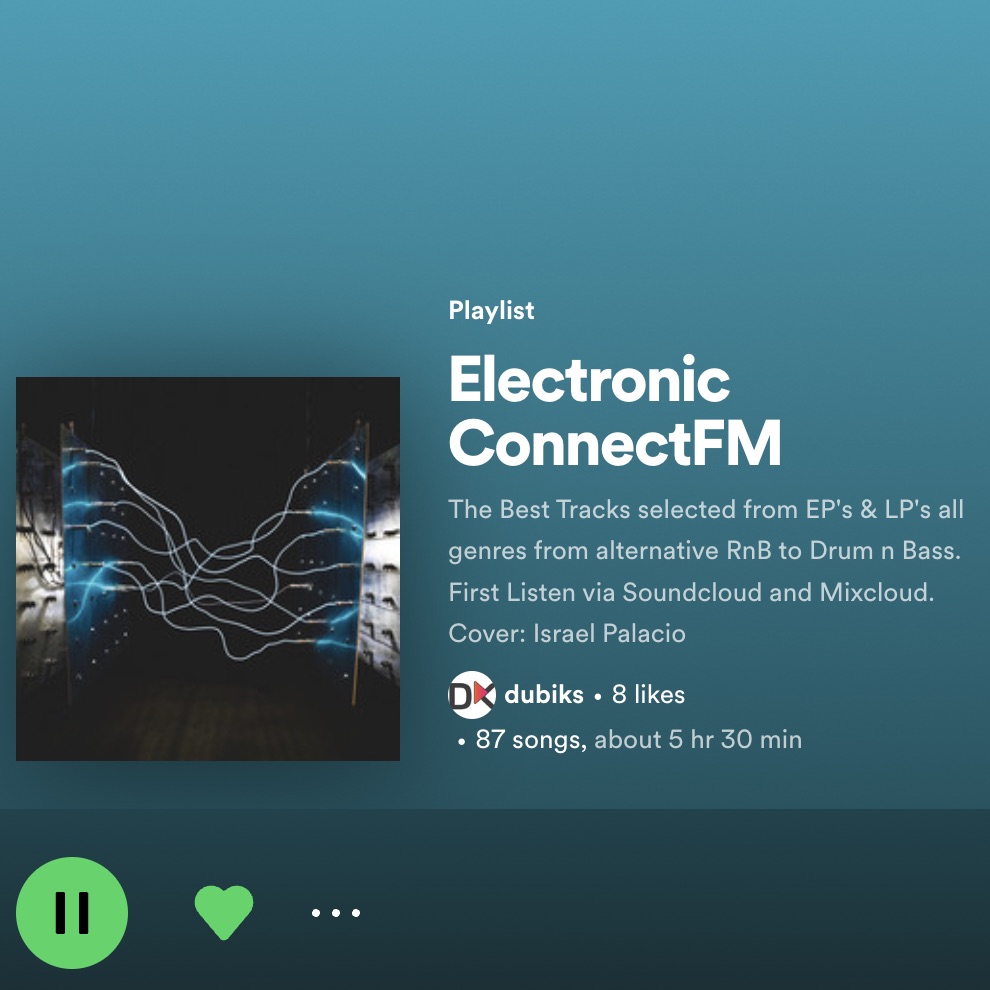 Playlist
Electronic
ConnectFM
The Best Tracks selected from EP's & LP's all
genres from alternative RnB to Drum n Bass.
First Listen via Soundcloud and Mixcloud.
Cover: Israel Palacio
DK dubiks • 8 likes
• 87 songs, about 5 hr 30 min